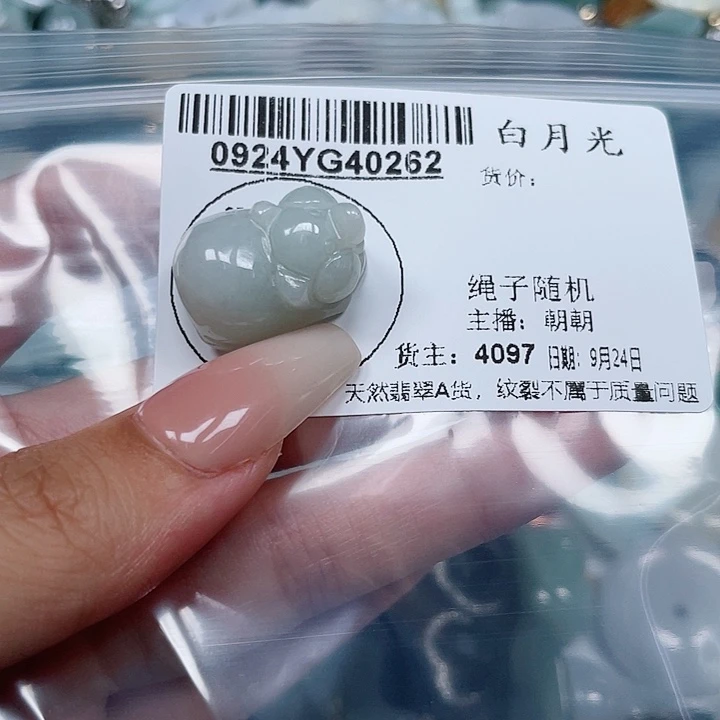 白月光
0924YG40262
货价：
绳子随机
主播：朝朝
货主：4097 日期：9月24日
天然翡翠A货，纹裂不屬于质量问题